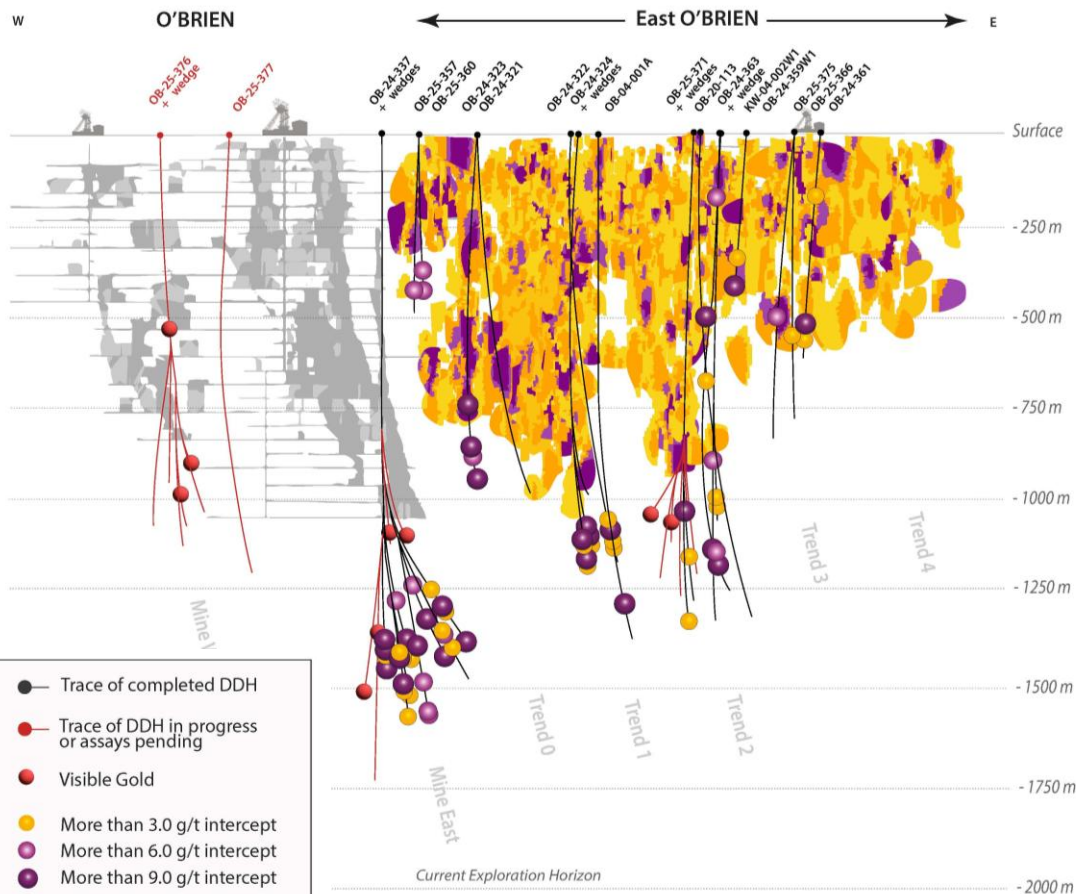 W
O'BRIEN
East O'BRIEN
E
OB-25-376
+ wedge
OB-25-377
OB-24-337
+ wedges
OB-25-357
OB-25-360
OB-24-323
OB-24-321
OB-24-322
OB-24-324
+ wedges
OB-04-001A
OB-25-371
+ wedges
OB-20-113
OB-24-363
+ wedge
KW-04-002W1
OB-24-359W1
OB-25-375
OB-25-366
OB-24-361
Surface
- 250 m
- 500 m
- 750 m
- 1000 m
- 1250 m
- 1500 m
- 1750 m
- 2000 m
Trend 3
Trend 4
Mine
Trend 0
Trend 1
Trend 2
Mine East
Trace of completed DDH
Trace of DDH in progress
or assays pending
Visible Gold
More than 3.0 g/t intercept
More than 6.0 g/t intercept
More than 9.0 g/t intercept
Current Exploration Horizon